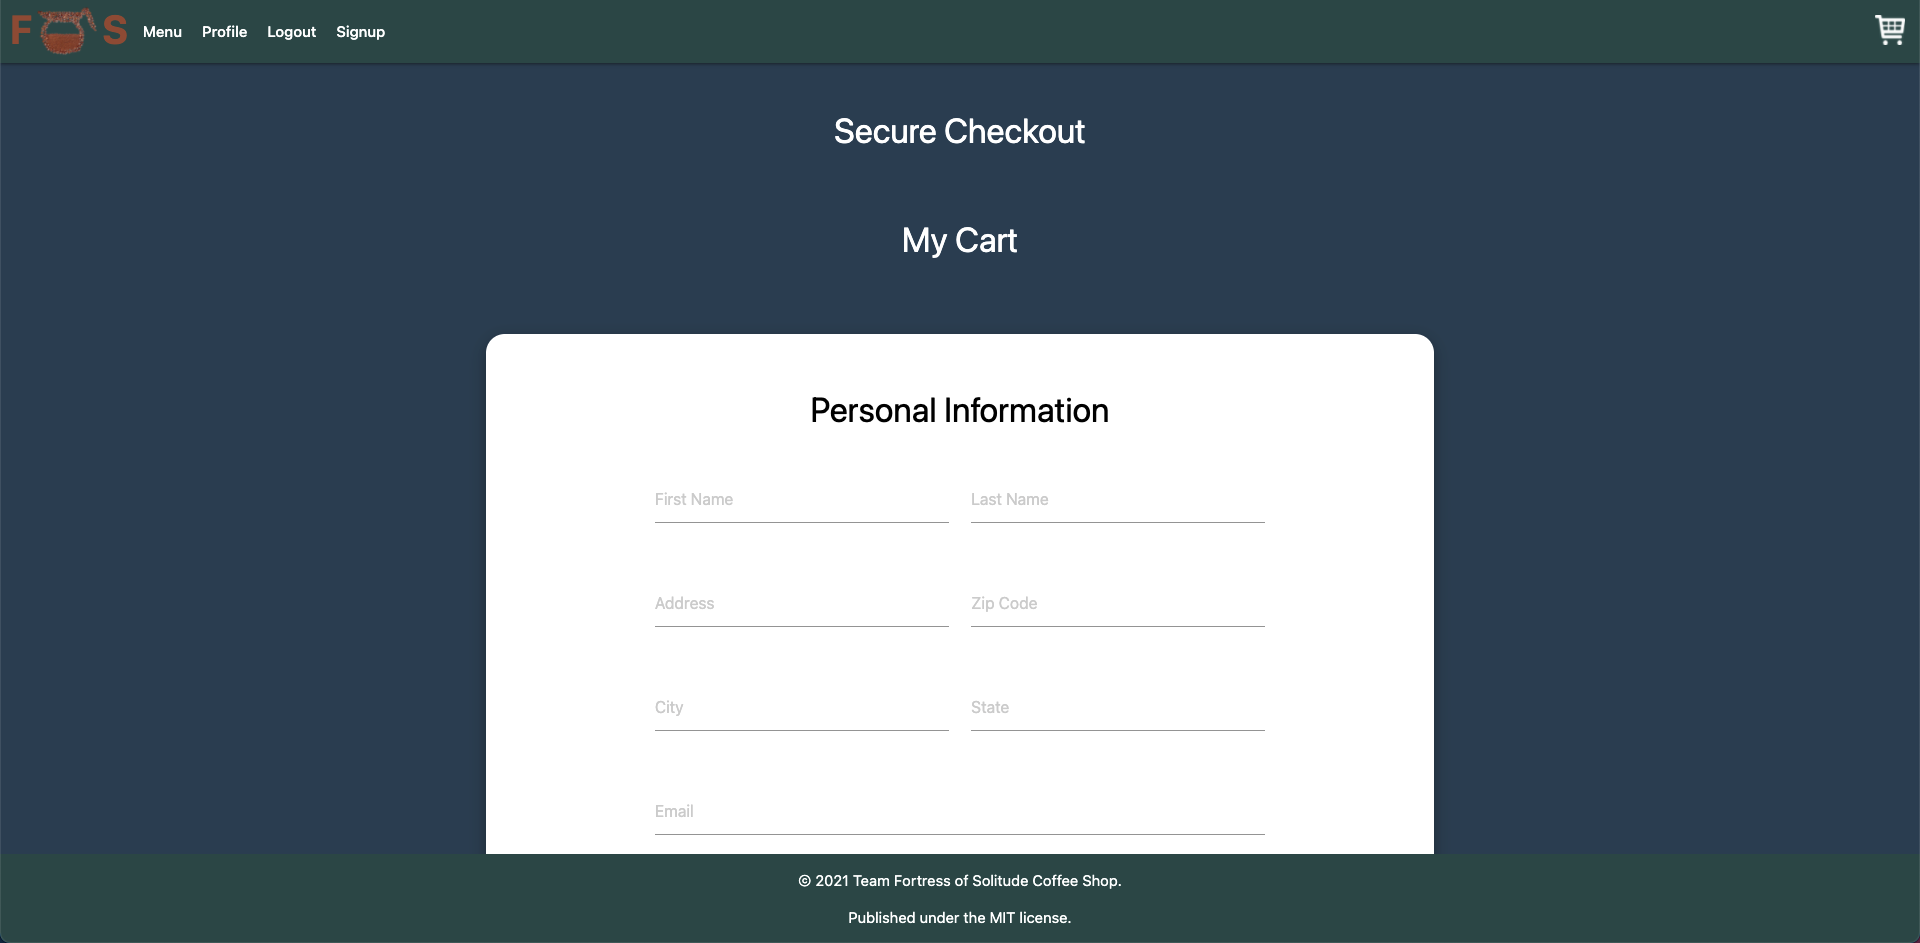 F S Menu Profile Logout Signup
Secure Checkout
My Cart
Personal Information
First Name Last Name
Address Zip Code
City State
Email
© 2021 Team Fortress of Solitude Coffee Shop.
Published under the MIT license.